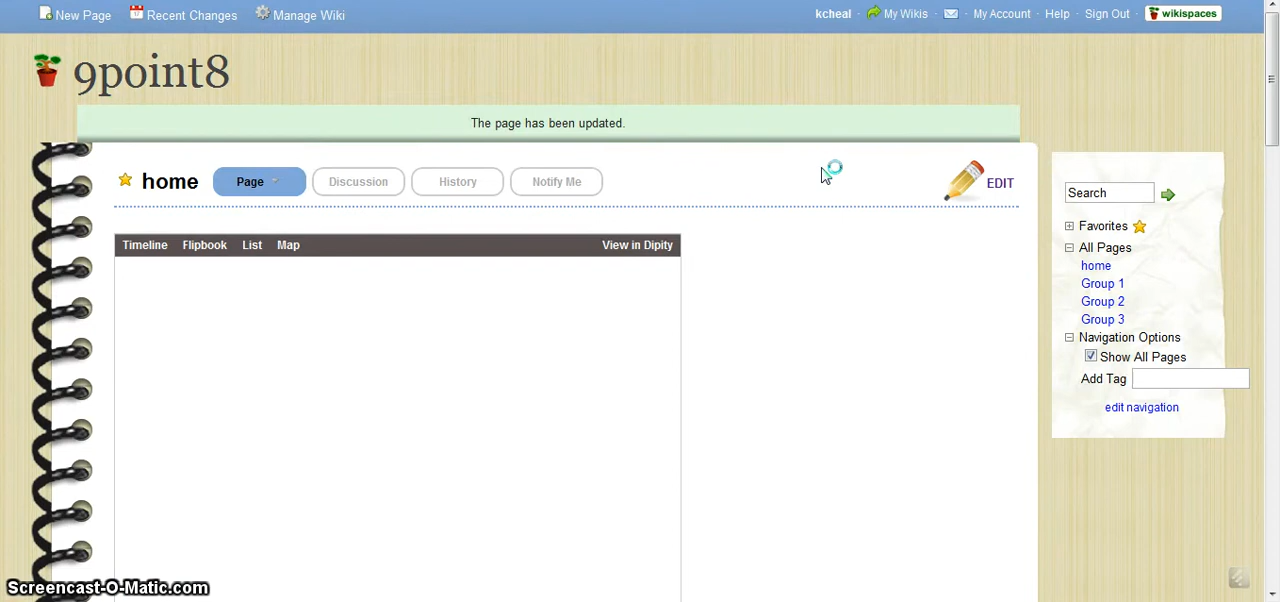 New Page Recent Changes Manage Wiki kcheal · My Wikis · · My Account · Help · Sign Out · wikispaces
9point8
The page has been updated.
home Page Discussion History Notify Me EDIT
Search
Favorites
All Pages
home
Group 1
Group 2
Group 3
Navigation Options
Show All Pages
Add Tag
edit navigation
Timeline Flipbook List Map View in Dipity
Screencast-O-Matic.com